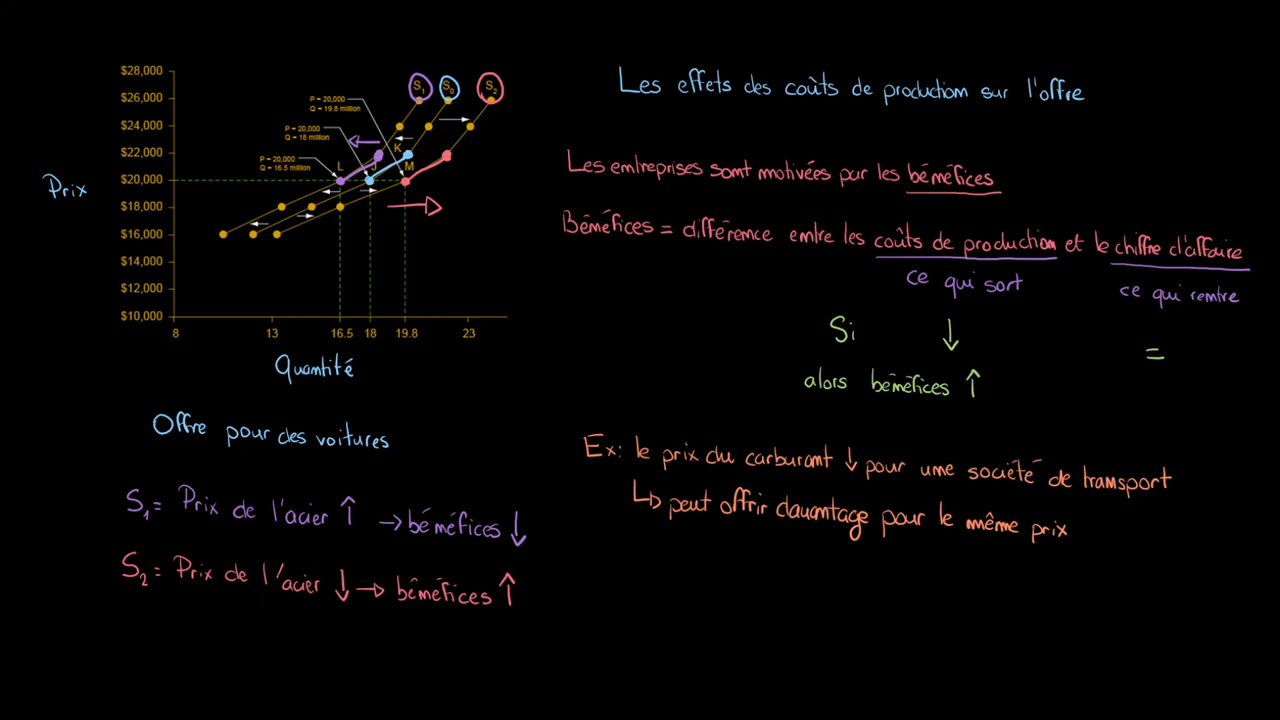 Les effets des coûts de production sur l'offre
$28,000
$26,000
$24,000
$22,000
$20,000
$18,000
$16,000
$14,000
$12,000
$10,000
8
13
16.5
18
19.8
23
S1
S0
S2
P = 20,000
Q = 19.8 million
P = 20,000
Q = 18 million
P = 20,000
Q = 16.5 million
K
L
J
M
Prix
Quantité
Offre pour des voitures
S1 = Prix de l'acier ↑ → bénéfices ↓
S2 = Prix de l'acier ↓ → bénéfices ↑
Les entreprises sont motivées par les bénéfices
Bénéfices = différence entre les coûts de production et le chiffre d'affaire
ce qui sort
ce qui rentre
Si ↓ =
alors bénéfices ↑
Ex: le prix du carburant ↓ pour une société de transport
↳ peut offrir davantage pour le même prix